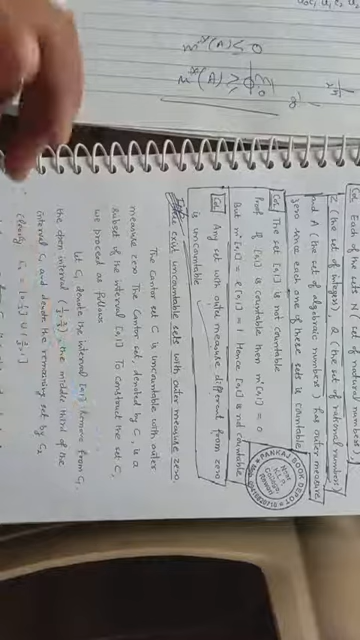 m*(A) ≤ 0
m*(A) ≥ 0
Each of the set N (set of natural numbers),
Z (the set of integers), Q (the set of rational numbers)
and A (the set of algebraic numbers) has outer measure
zero since each one of these sets is countable
The set [0,1] is not countable
Proof If [0,1] is countable then m*[0,1] = 0
But m*[0,1] = l[0,1] = 1 Hence [0,1] is not countable
Any set with outer measure different from zero
is uncountable
exist uncountable sets with outer measure zero
The cantor set C is uncountable with outer
measure zero The Cantor set, denoted by C, is a
subset of the interval [0,1] To construct the set C,
we proceed as follows
Let C₁ denote the interval [0,1] Remove from C₁
the open interval (1/3, 2/3), the middle third of the
interval C₁ and denote the remaining set by C₂
Clearly C₂ = [0, 1/3] ∪ [2/3, 1]
PANKAJ BOOK DEPOT